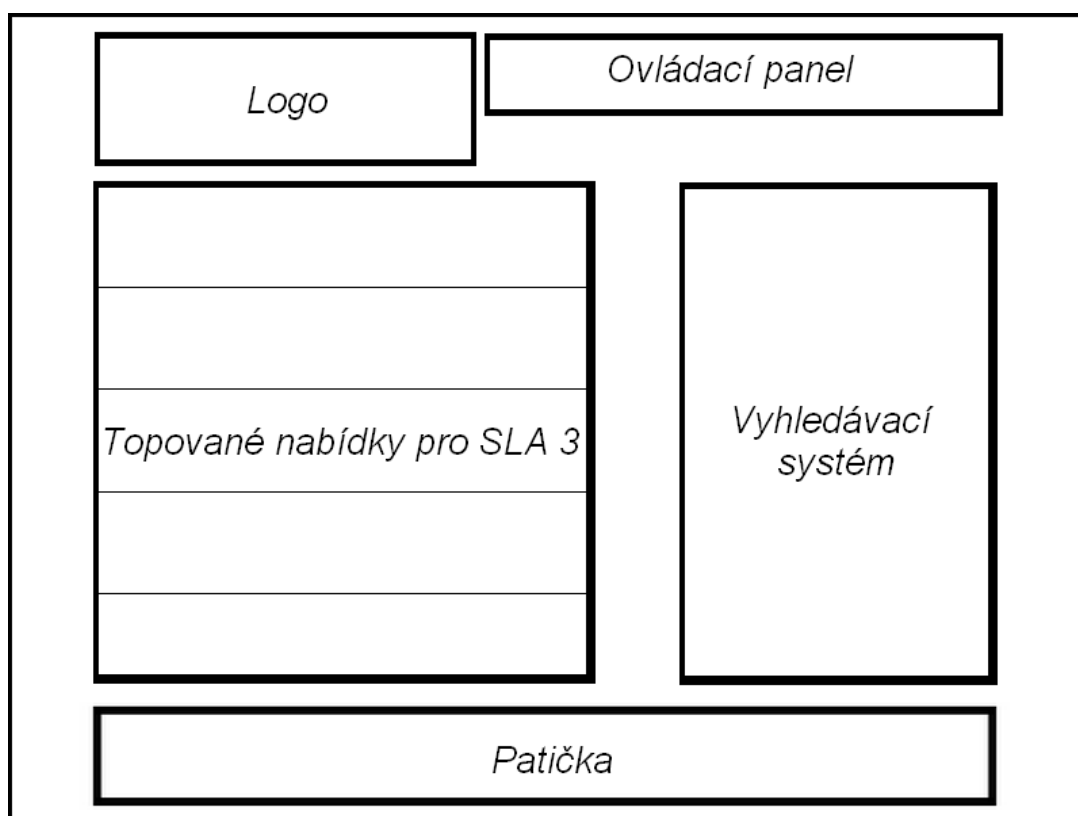 Logo
Ovládací panel
Topované nabídky pro SLA 3
Vyhledávací
systém
Patička